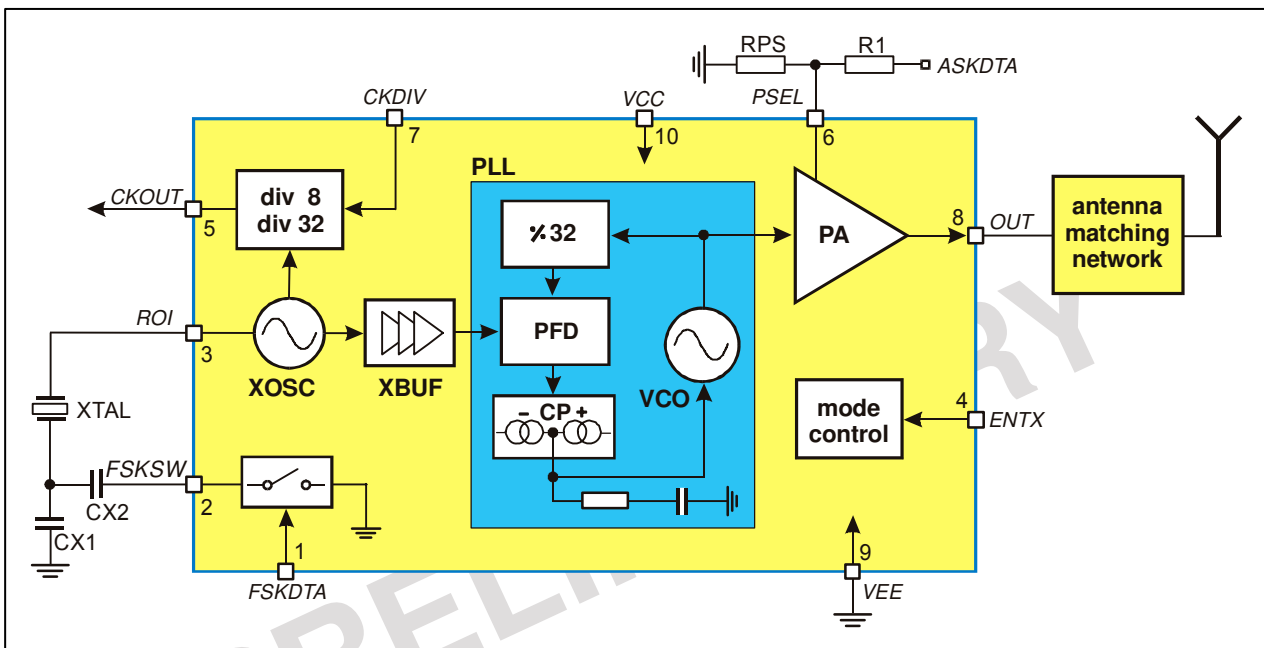 RPS
R1
ASKDTA
CKDIV
VCC
PSEL
7
10
6
PLL
CKOUT
5
div 8
div 32
÷ 32
PA
8
OUT
antenna
matching
network
ROI
3
XOSC
XBUF
PFD
VCO
XTAL
- CP +
mode
control
4
ENTX
FSKSW
2
CX2
CX1
1
FSKDTA
9
VEE